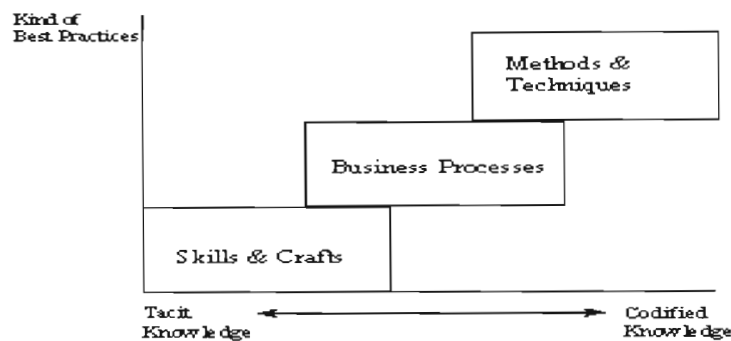 Kind of
Best Practices
Methods &
Techniques
Business Processes
Skills & Crafts
Tacit
Knowledge
Codified
Knowledge